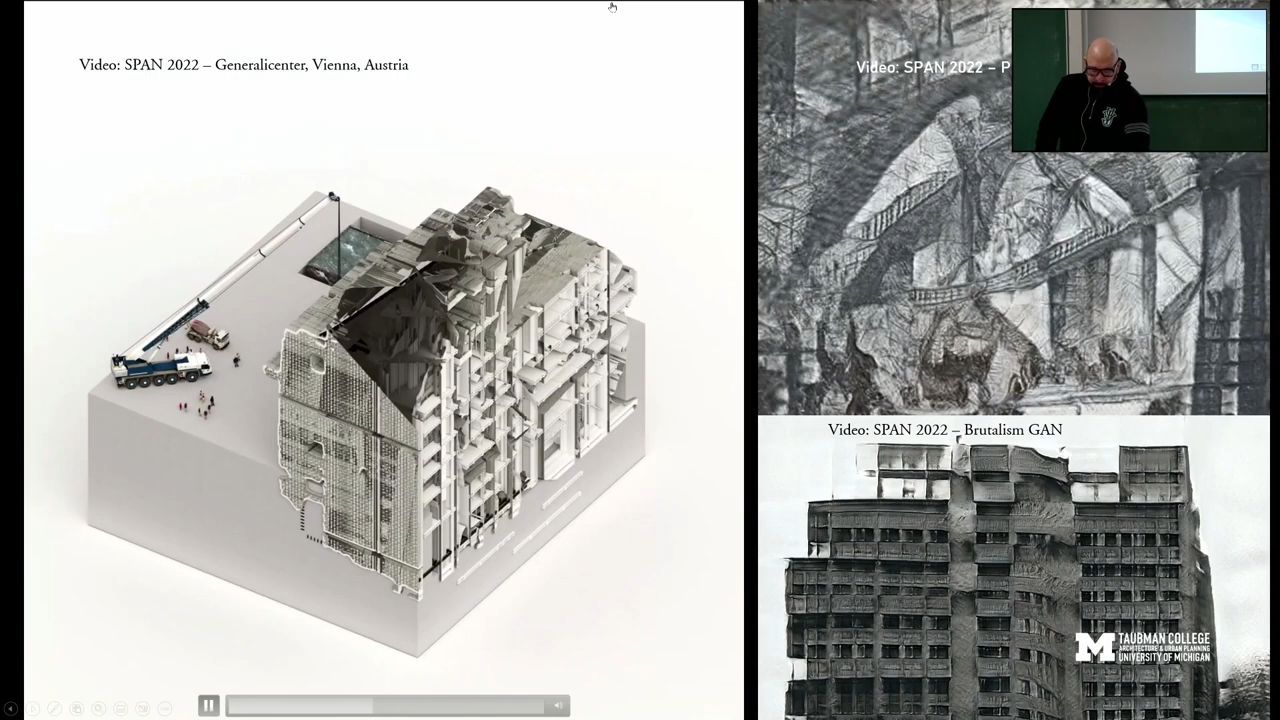 Video: SPAN 2022 – Generalicenter, Vienna, Austria
Video: SPAN 2022 – P
Video: SPAN 2022 – Brutalism GAN
M
TAUBMAN COLLEGE
ARCHITECTURE & URBAN PLANNING
UNIVERSITY OF MICHIGAN